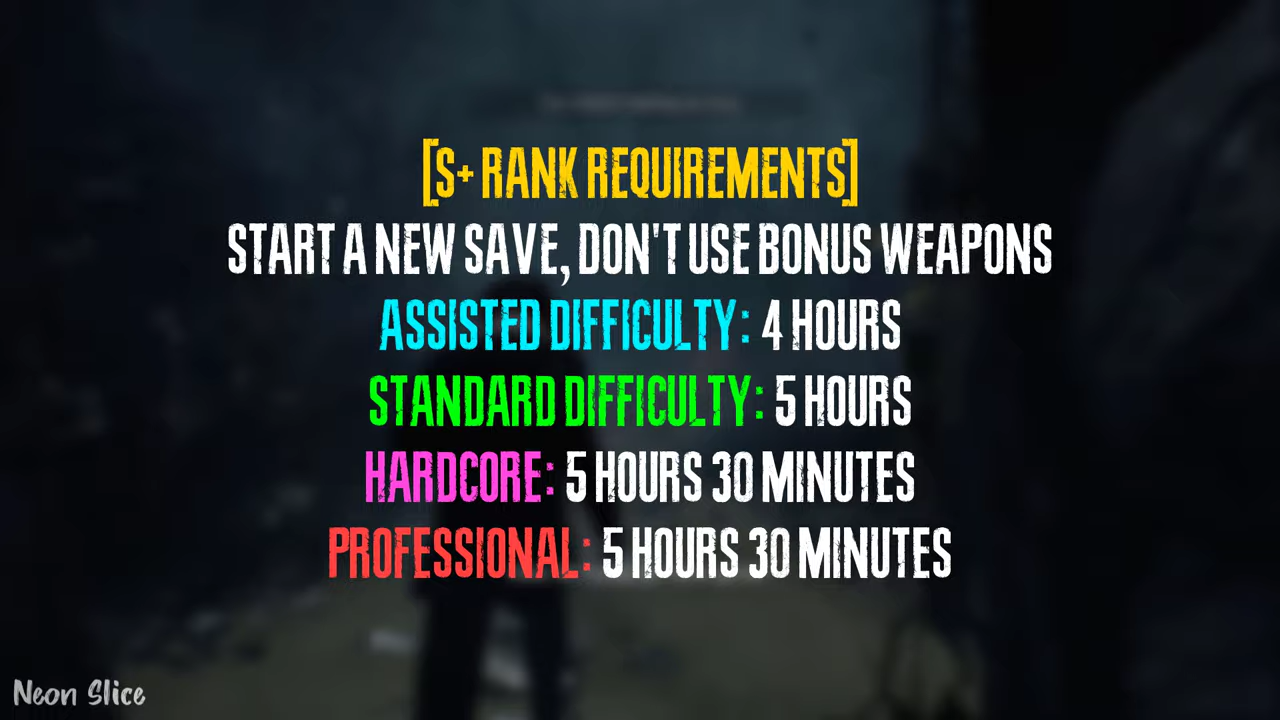 [S+ RANK REQUIREMENTS]
START A NEW SAVE, DON'T USE BONUS WEAPONS
ASSISTED DIFFICULTY: 4 HOURS
STANDARD DIFFICULTY: 5 HOURS
HARDCORE: 5 HOURS 30 MINUTES
PROFESSIONAL: 5 HOURS 30 MINUTES
Neon Slice